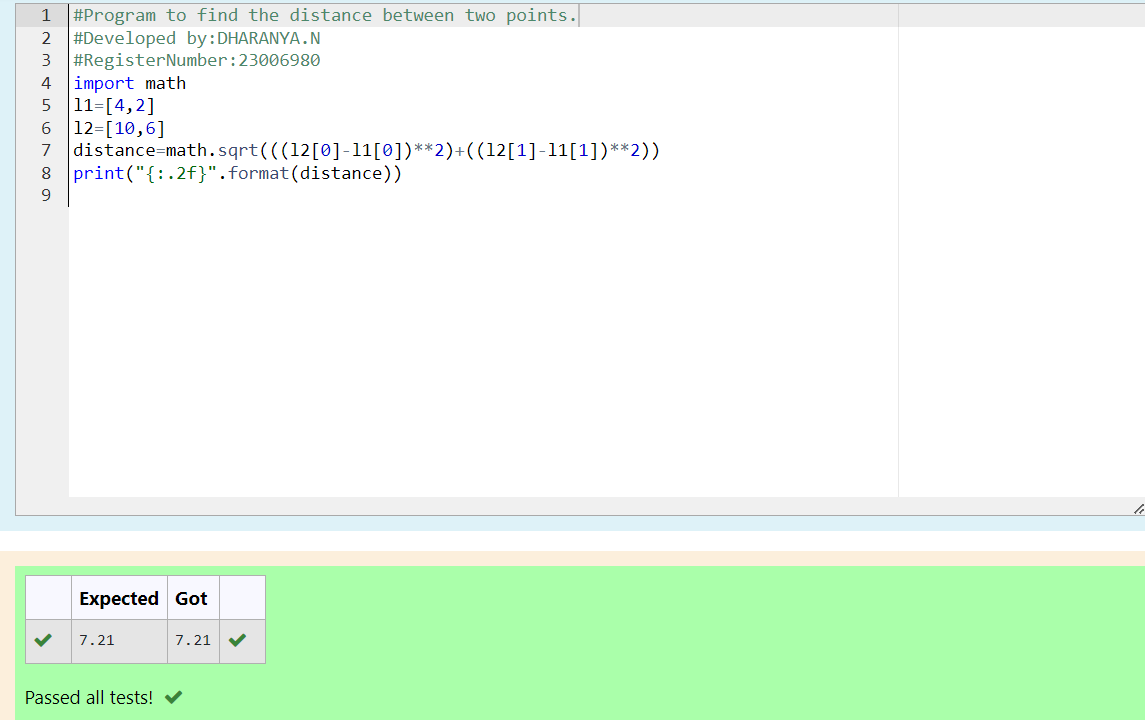 1 #Program to find the distance between two points.
2 #Developed by:DHARANYA.N
3 #RegisterNumber:23006980
4 import math
5 l1=[4,2]
6 l2=[10,6]
7 distance=math.sqrt(((l2[0]-l1[0])**2)+((l2[1]-l1[1])**2))
8 print("{:.2f}".format(distance))
9
Expected Got
7.21 7.21
Passed all tests!